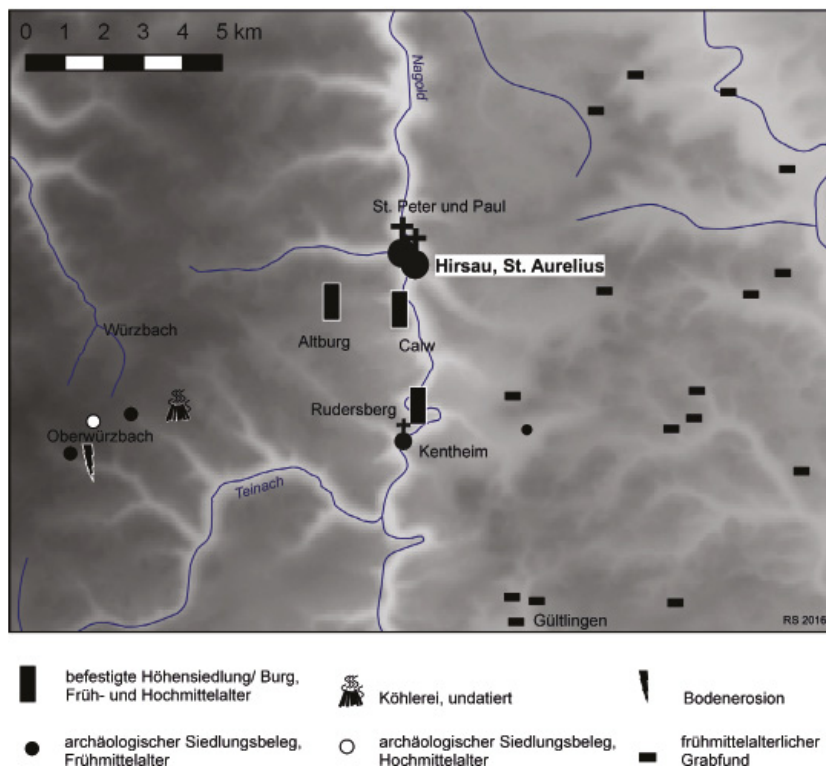 0 1 2 3 4 5 km
Nagold
St. Peter und Paul
Hirsau, St. Aurelius
Würzbach
Altburg
Calw
Rudersberg
Oberwürzbach
Kentheim
Teinach
Gültlingen
RS 2016
befestigte Höhensiedlung/ Burg,
Früh- und Hochmittelalter
Köhlerei, undatiert
Bodenerosion
archäologischer Siedlungsbeleg,
Frühmittelalter
archäologischer Siedlungsbeleg,
Hochmittelalter
frühmittelalterlicher
Grabfund